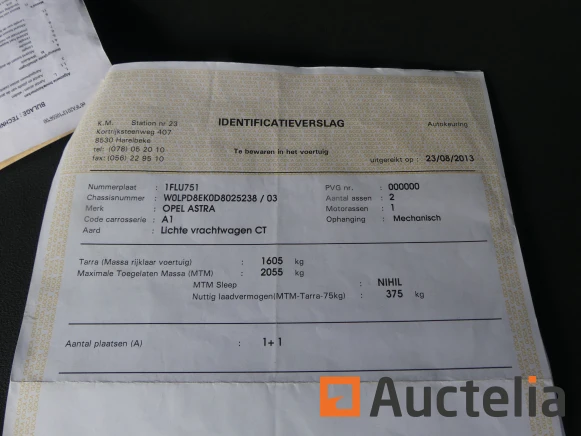 BIJLAGE: TECHN
K.M. Station nr 23
Kortrijksteenweg 407
8530 Harelbeke
tel: (078) 05 20 10
fax: (056) 22 95 10
IDENTIFICATIEVERSLAG
Autokeuring
Te bewaren in het voertuig
uitgereikt op : 23/08/2013
Nummerplaat : 1FLU751
PVG nr. : 000000
Chassisnummer : W0LPD8EK0D8025238 / 03
Aantal assen : 2
Merk : OPEL ASTRA
Motorassen : 1
Code carrosserie : A1
Ophanging : Mechanisch
Aard : Lichte vrachtwagen CT
Tarra (Massa rijklaar voertuig) : 1605 kg
Maximale Toegelaten Massa (MTM) : 2055 kg
MTM Sleep : NIHIL
Nuttig laadvermogen(MTM-Tarra-75kg) : 375 kg
Aantal plaatsen (A) : 1+ 1
Auctelia